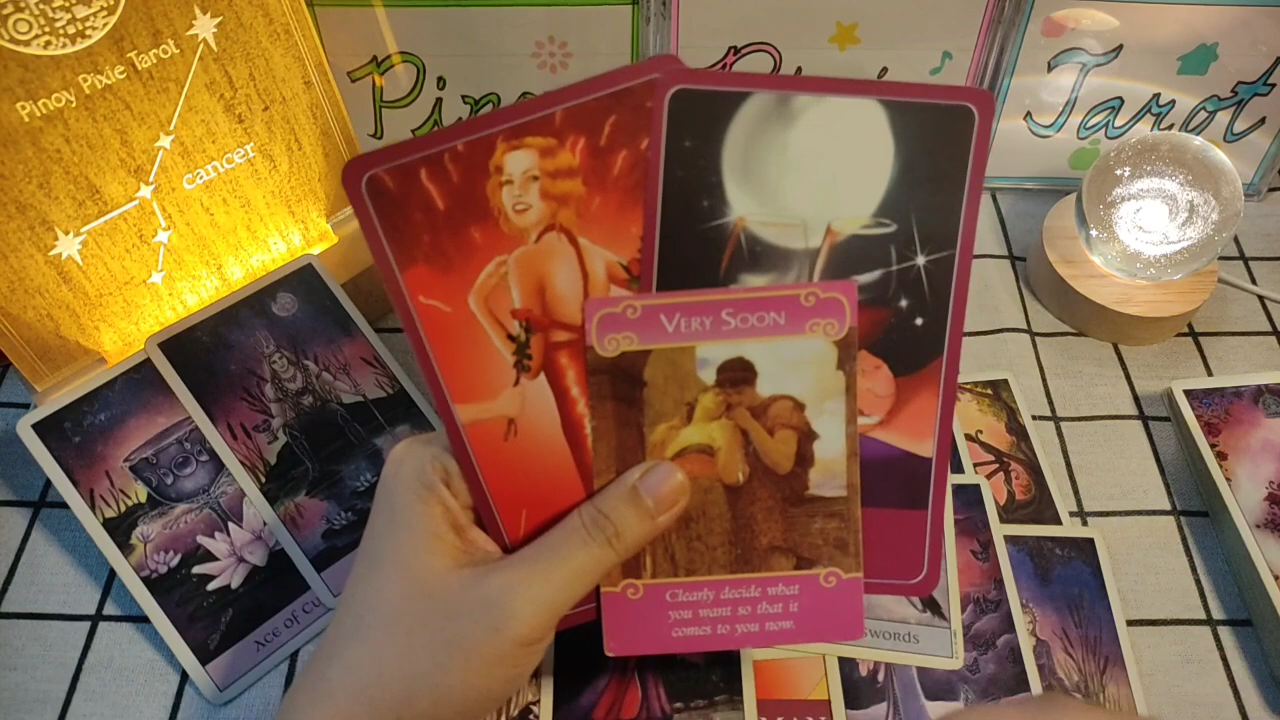 Pinoy Pixie Tarot
cancer
Tarot
VERY SOON
Clearly decide what
you want so that it
comes to you now.
ACE OF CU
SWORDS
MAN